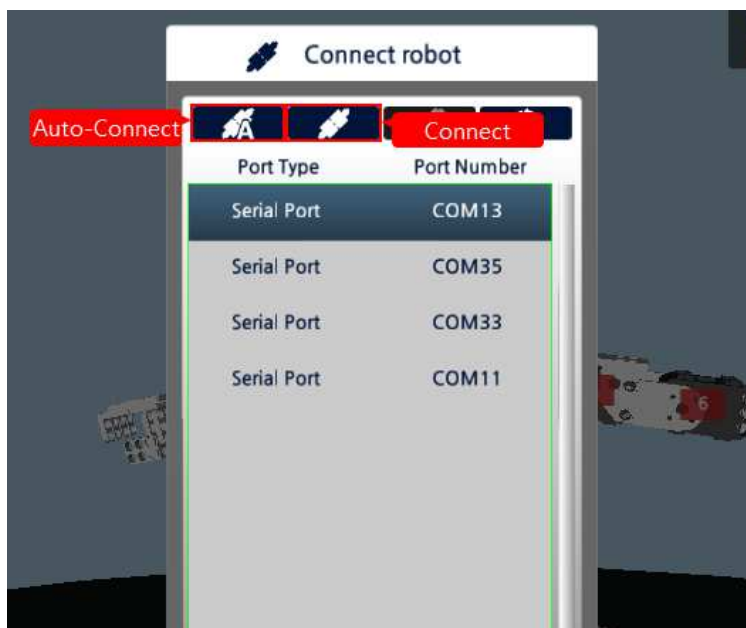 Connect robot
Auto-Connect
A
Connect
Port Type Port Number
Serial Port COM13
Serial Port COM35
Serial Port COM33
Serial Port COM11
6